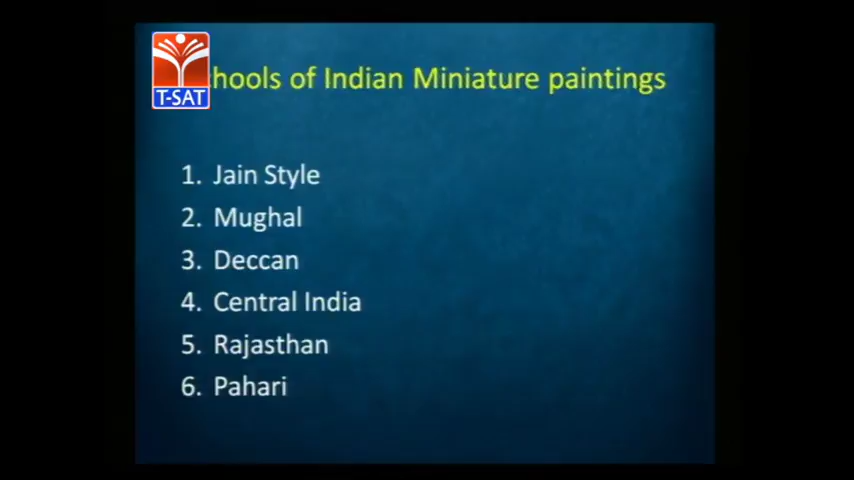 chools of Indian Miniature paintings
T-SAT
1. Jain Style
2. Mughal
3. Deccan
4. Central India
5. Rajasthan
6. Pahari